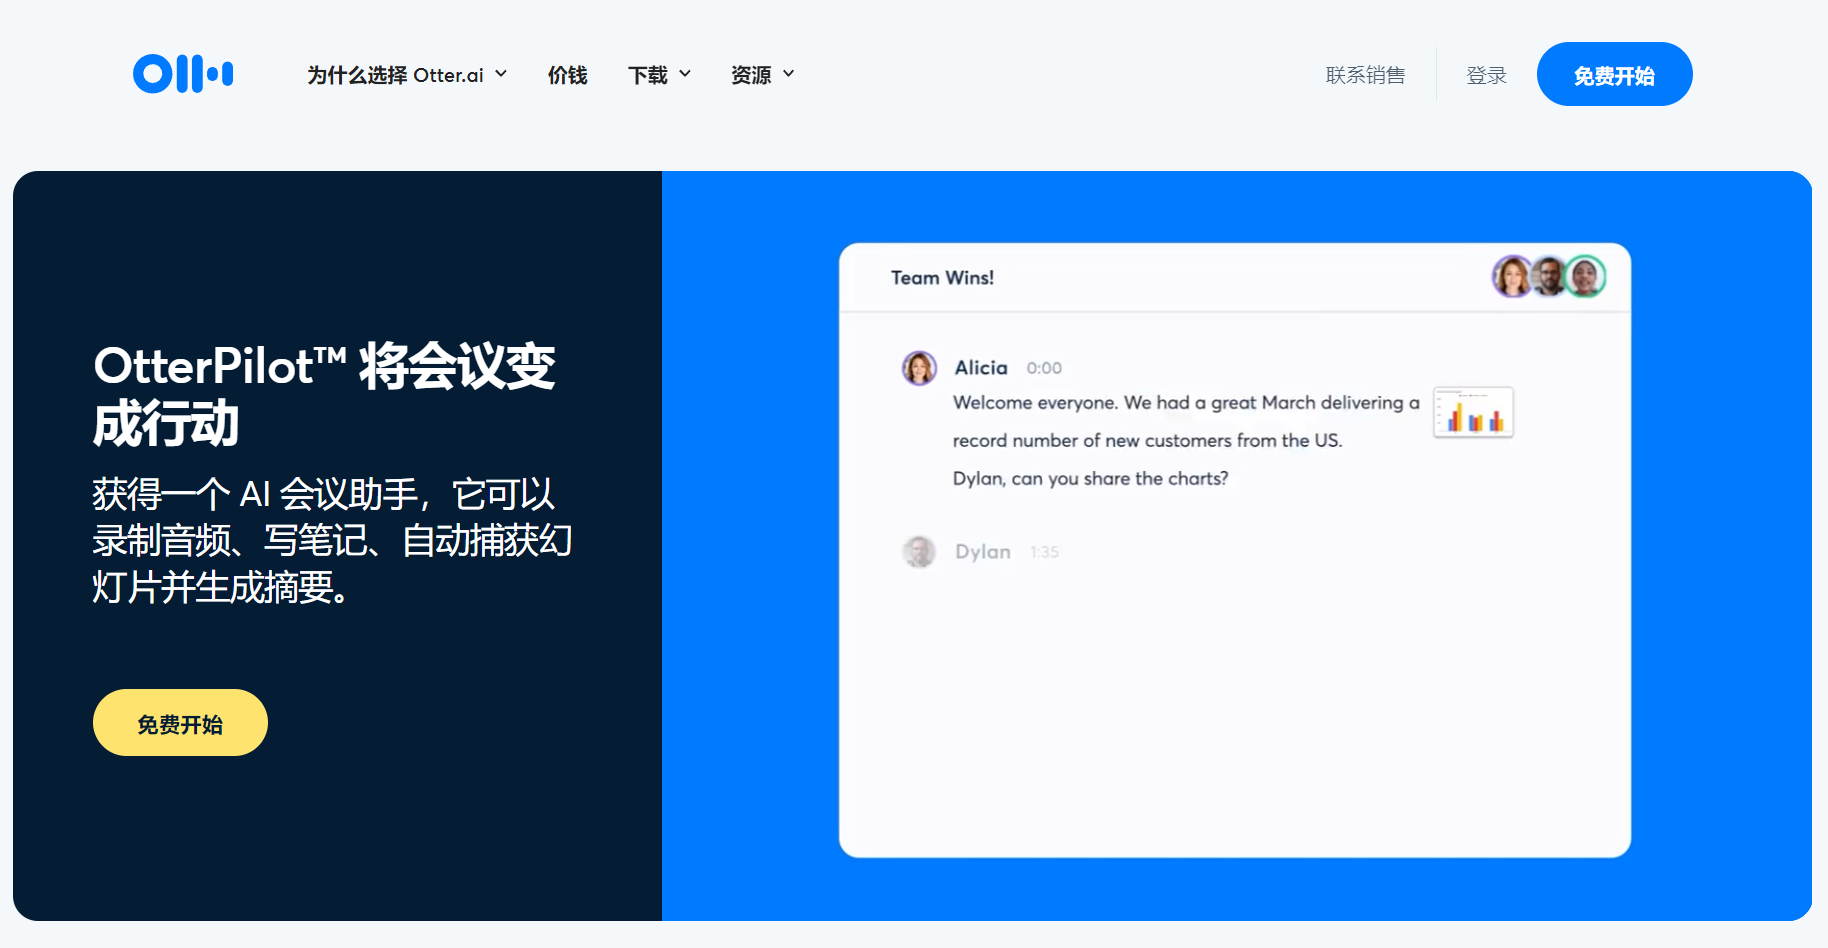 为什么选择 Otter.ai
价钱
下载
资源
联系销售
登录
免费开始
OtterPilot™ 将会议变
成行动
获得一个 AI 会议助手，它可以
录制音频、写笔记、自动捕获幻
灯片并生成摘要。
免费开始
Team Wins!
Alicia 0:00
Welcome everyone. We had a great March delivering a
record number of new customers from the US.
Dylan, can you share the charts?
Dylan 1:35